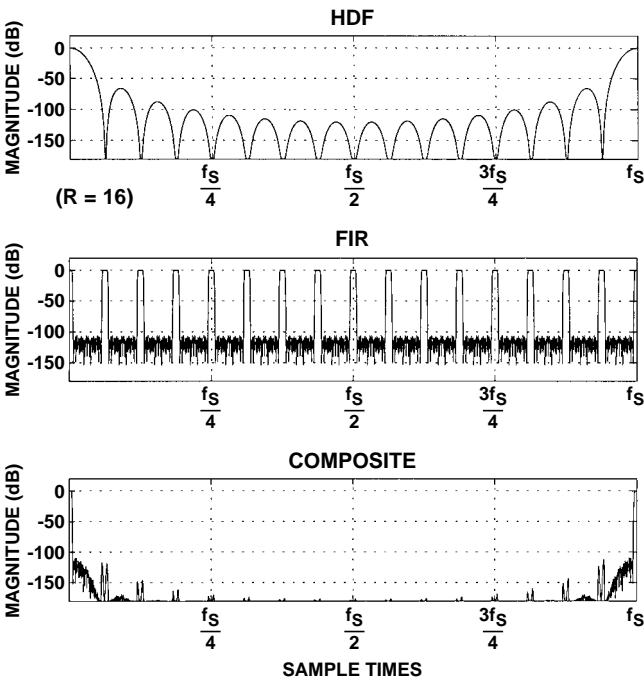 HDF
MAGNITUDE (dB)
0
-50
-100
-150
fS/4
fS/2
3fS/4
fS
(R = 16)
FIR
MAGNITUDE (dB)
0
-50
-100
-150
fS/4
fS/2
3fS/4
fS
COMPOSITE
MAGNITUDE (dB)
0
-50
-100
-150
fS/4
fS/2
3fS/4
fS
SAMPLE TIMES